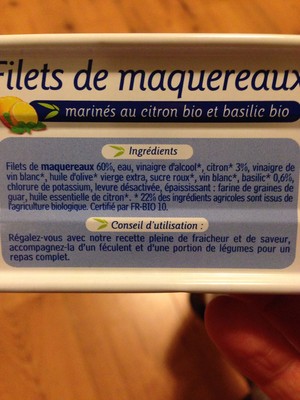 Filets de maquereaux
marinés au citron bio et basilic bio
Ingrédients
Filets de maquereaux 60%, eau, vinaigre d'alcool*, citron* 3%, vinaigre de
vin blanc*, huile d'olive* vierge extra, sucre roux*, vin blanc*, basilic* 0,6%,
chlorure de potassium, levure désactivée, épaississant : farine de graines de
guar, huile essentielle de citron*. * 22% des ingrédients agricoles sont issus de
l'agriculture biologique. Certifié par FR-BIO 10.
Conseil d'utilisation :
Régalez-vous avec notre recette pleine de fraicheur et de saveur,
accompagnez-la d'un féculent et d'une portion de légumes pour un
repas complet.